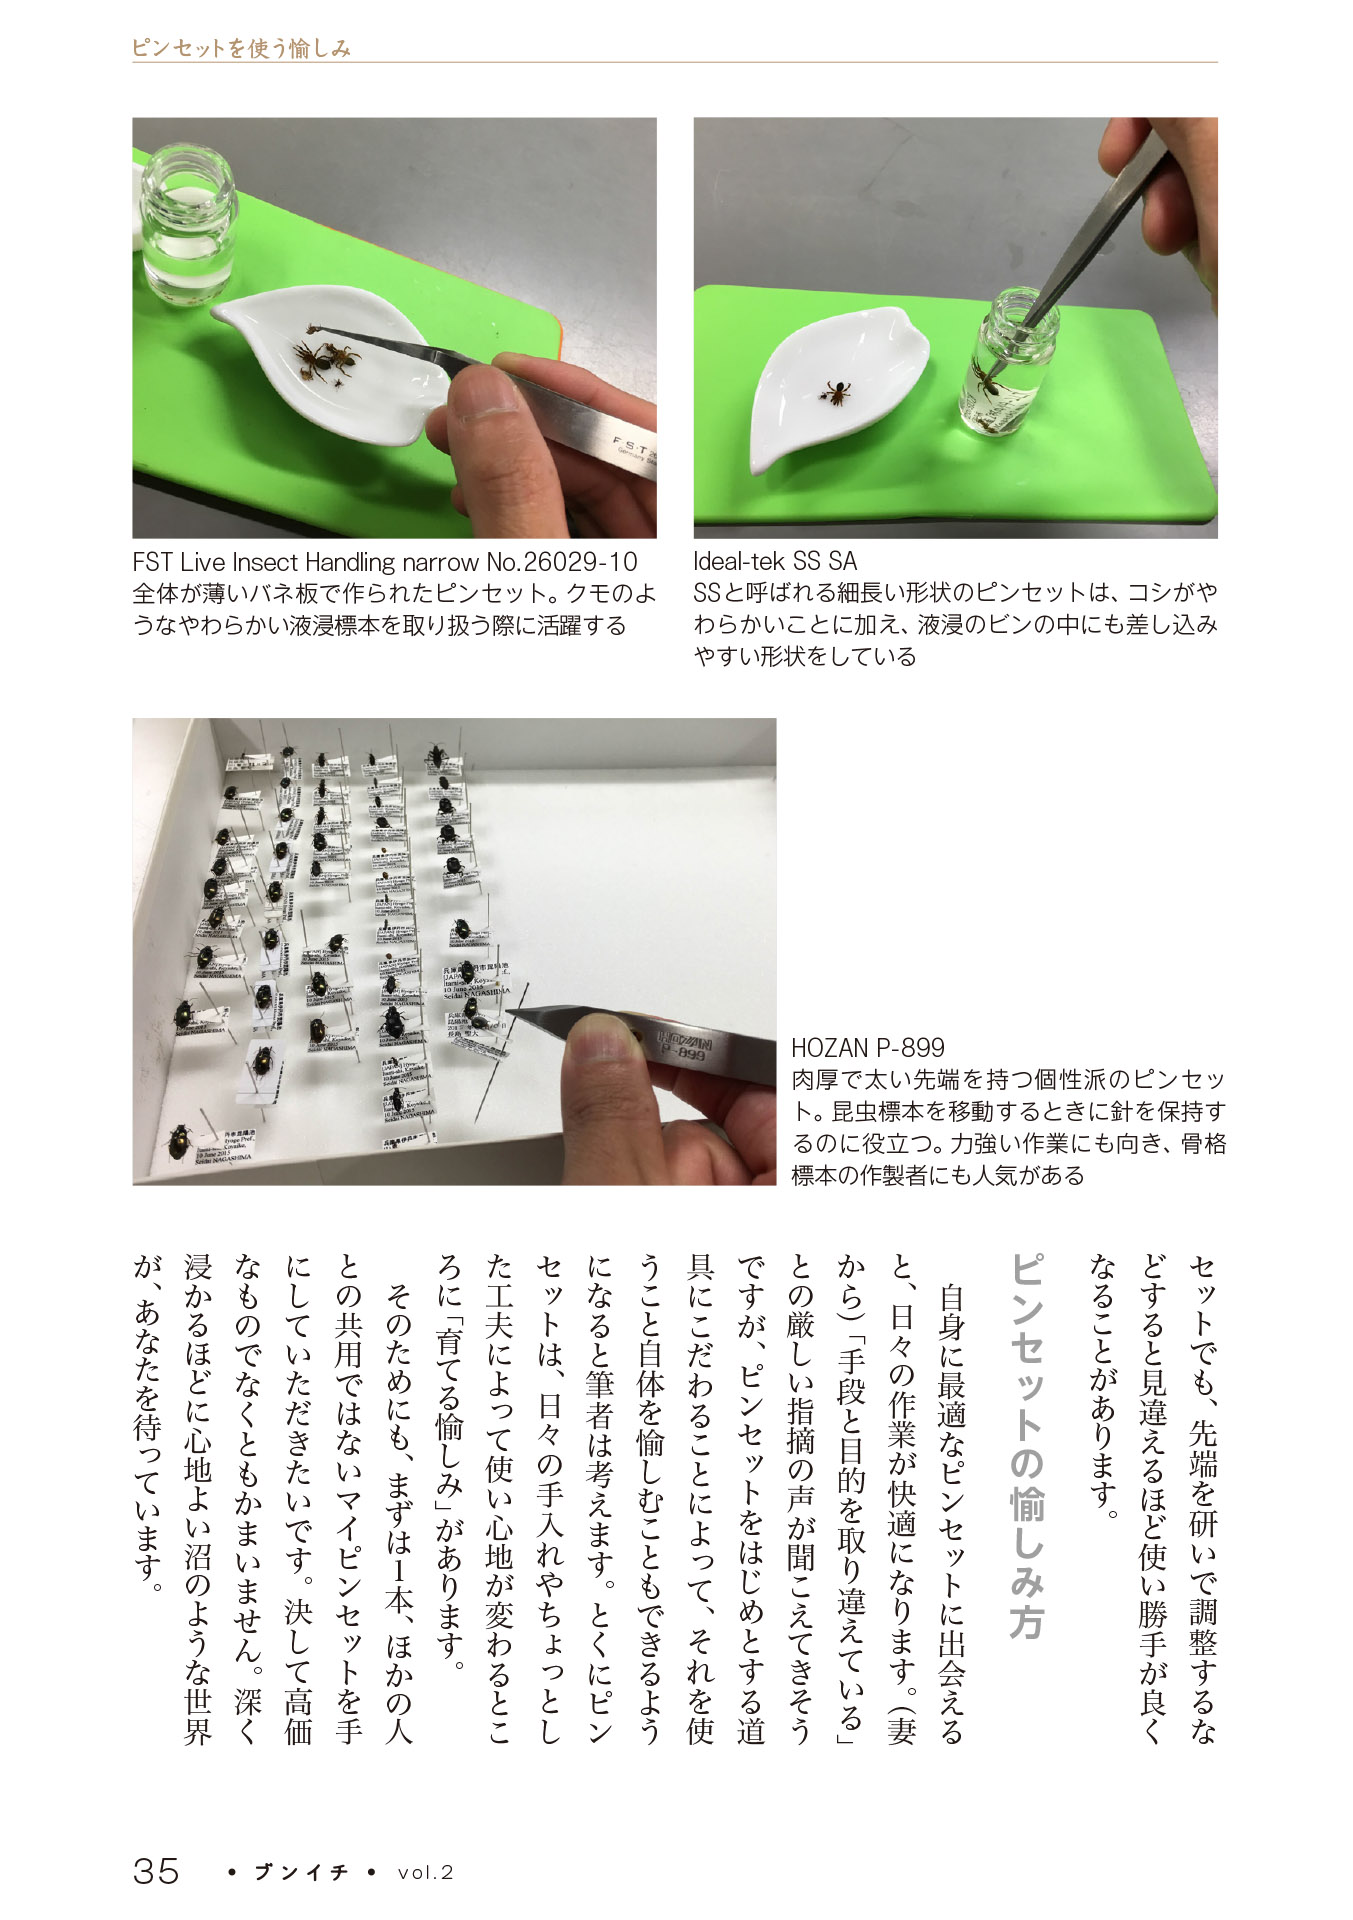 ピンセットを使う愉しみ
F・S・T
Germany
FST Live Insect Handling narrow No.26029-10
全体が薄いバネ板で作られたピンセット。クモのよ
うなやわらかい液浸標本を取り扱う際に活躍する
Ideal-tek SS SA
SSと呼ばれる細長い形状のピンセットは、コシがや
わらかいことに加え、液浸のビンの中にも差し込み
やすい形状をしている
HOZAN
P-899
10 June 2015
Seidai NAGASHIMA
HOZAN P-899
肉厚で太い先端を持つ個性派のピンセッ
ト。昆虫標本を移動するときに針を保持す
るのに役立つ。力強い作業にも向き、骨格
標本の作製者にも人気がある
セットでも、先端を研いで調整するな
どすると見違えるほど使い勝手が良く
なることがあります。
ピンセットの愉しみ方
自身に最適なピンセットに出会える
と、日々の作業が快適になります。（妻
から）「手段と目的を取り違えている」
との厳しい指摘の声が聞こえてきそう
ですが、ピンセットをはじめとする道
具にこだわることによって、それを使
うこと自体を愉しむこともできるよう
になると筆者は考えます。とくにピン
セットは、日々の手入れやちょっとし
た工夫によって使い心地が変わるとこ
ろに「育てる愉しみ」があります。
そのためにも、まずは1本、ほかの人
との共用ではないマイピンセットを手
にしていただきたいです。決して高価
なものでなくともかまいません。深く
浸かるほどに心地よい沼のような世界
が、あなたを待っています。
35 • ブンイチ • vol.2